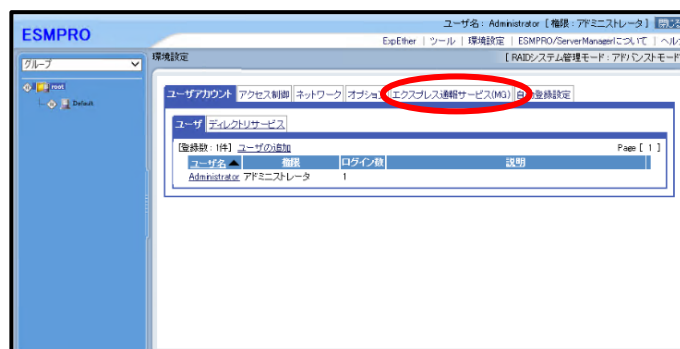 ユーザ名 : Administrator [ 権限 : アドミニストレータ ]
ESMPRO
ExpEther | ツール | 環境設定 | ESMPRO/ServerManagerについて | ヘル
グループ
環境設定
[ RAIDシステム管理モード : アドバンストモード
root
Default
ユーザアカウント アクセス制御 ネットワーク オプション エクスプレス通報サービス(MG) 自動登録設定
ユーザ ディレクトリサービス
[登録数 : 1件] ユーザの追加 Page [ 1 ]
ユーザ名▲ 権限 ログイン数 説明
Administrator アドミニストレータ 1